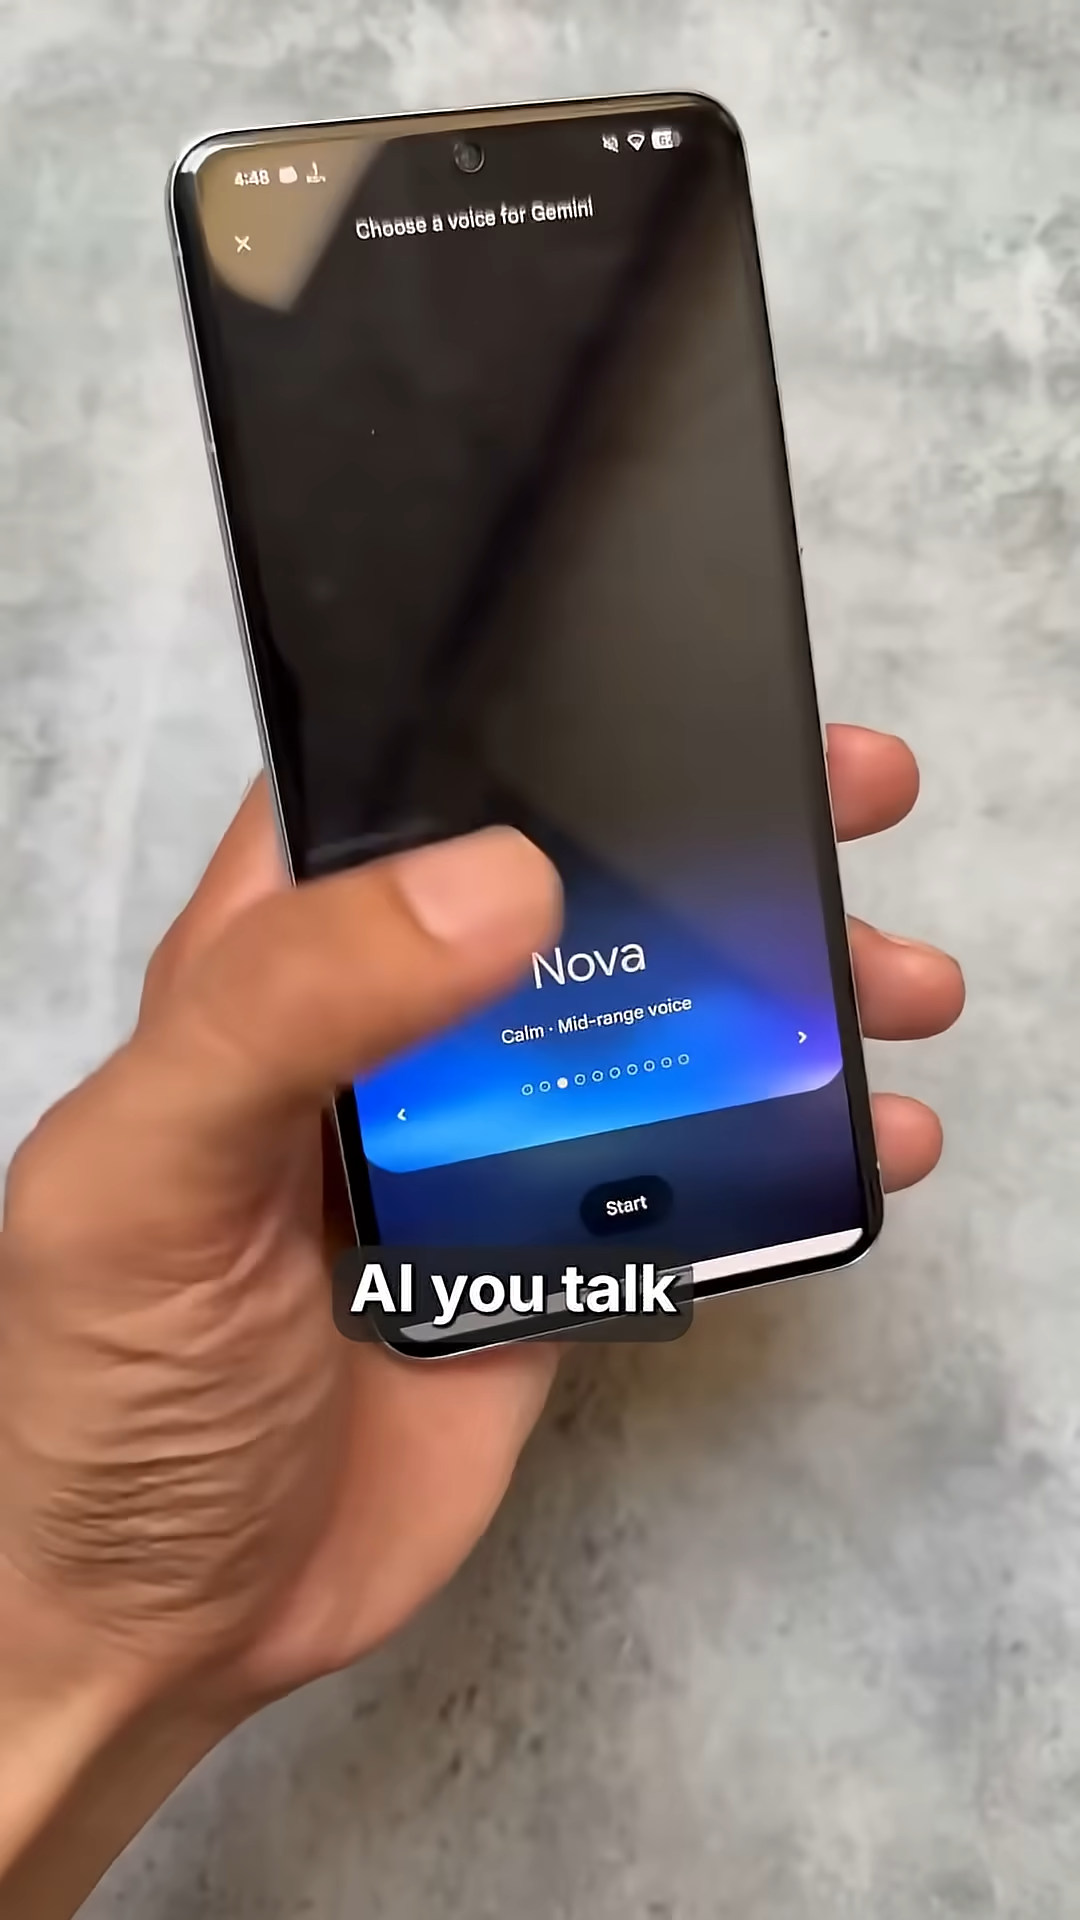 4:48
Choose a voice for Gemini
Nova
Calm · Mid-range voice
Start
AI you talk